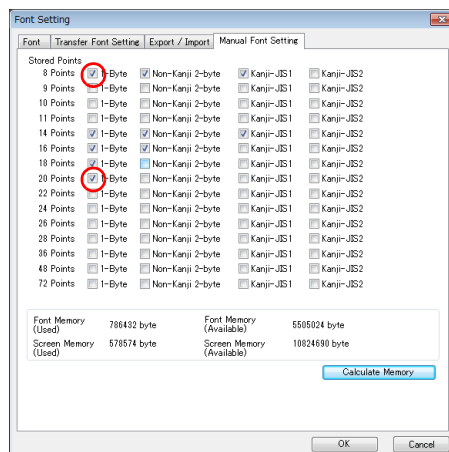 Font Setting
Font Transfer Font Setting Export / Import Manual Font Setting
Stored Points
8 Points 1-Byte Non-Kanji 2-byte Kanji-JIS1 Kanji-JIS2
9 Points 1-Byte Non-Kanji 2-byte Kanji-JIS1 Kanji-JIS2
10 Points 1-Byte Non-Kanji 2-byte Kanji-JIS1 Kanji-JIS2
11 Points 1-Byte Non-Kanji 2-byte Kanji-JIS1 Kanji-JIS2
14 Points 1-Byte Non-Kanji 2-byte Kanji-JIS1 Kanji-JIS2
16 Points 1-Byte Non-Kanji 2-byte Kanji-JIS1 Kanji-JIS2
18 Points 1-Byte Non-Kanji 2-byte Kanji-JIS1 Kanji-JIS2
20 Points 1-Byte Non-Kanji 2-byte Kanji-JIS1 Kanji-JIS2
22 Points 1-Byte Non-Kanji 2-byte Kanji-JIS1 Kanji-JIS2
24 Points 1-Byte Non-Kanji 2-byte Kanji-JIS1 Kanji-JIS2
26 Points 1-Byte Non-Kanji 2-byte Kanji-JIS1 Kanji-JIS2
28 Points 1-Byte Non-Kanji 2-byte Kanji-JIS1 Kanji-JIS2
36 Points 1-Byte Non-Kanji 2-byte Kanji-JIS1 Kanji-JIS2
48 Points 1-Byte Non-Kanji 2-byte Kanji-JIS1 Kanji-JIS2
72 Points 1-Byte Non-Kanji 2-byte Kanji-JIS1 Kanji-JIS2
Font Memory (Used) 786432 byte Font Memory (Available) 5505024 byte
Screen Memory (Used) 578574 byte Screen Memory (Available) 10824690 byte
Calculate Memory
OK Cancel